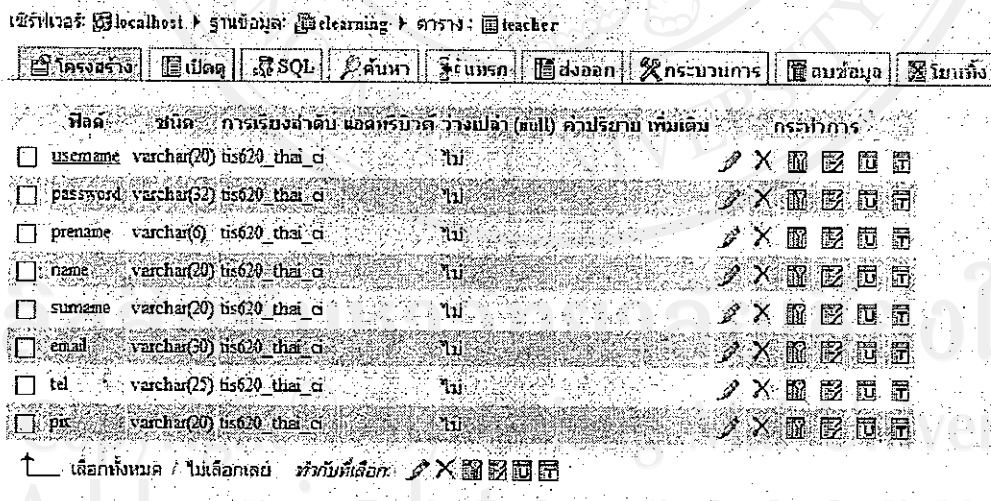 เซิร์ฟเวอร์: localhost ▸ ฐานข้อมูล: elearning ▸ ตาราง : teacher
โครงสร้าง เปิดดู SQL ค้นหา แทรก ส่งออก กระบวนการ ลบข้อมูล โยนทิ้ง
ฟิลด์ ชนิด การเรียงลำดับ แอตทริบิวต์ ว่างเปล่า (null) ค่าปริยาย เพิ่มเติม กระทำการ
username varchar(20) tis620_thai_ci ไม่
password varchar(32) tis620_thai_ci ไม่
prename varchar(6) tis620_thai_ci ไม่
name varchar(20) tis620_thai_ci ไม่
surname varchar(20) tis620_thai_ci ไม่
email varchar(30) tis620_thai_ci ไม่
tel varchar(25) tis620_thai_ci ไม่
pix varchar(20) tis620_thai_ci ไม่
เลือกทั้งหมด / ไม่เลือกเลย ทำกับที่เลือก: